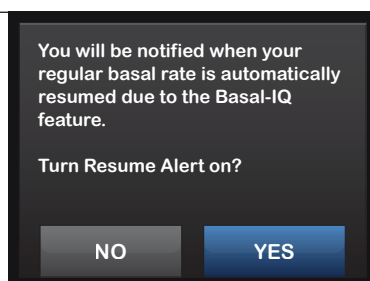 You will be notified when your
regular basal rate is automatically
resumed due to the Basal-IQ
feature.
Turn Resume Alert on?
NO
YES